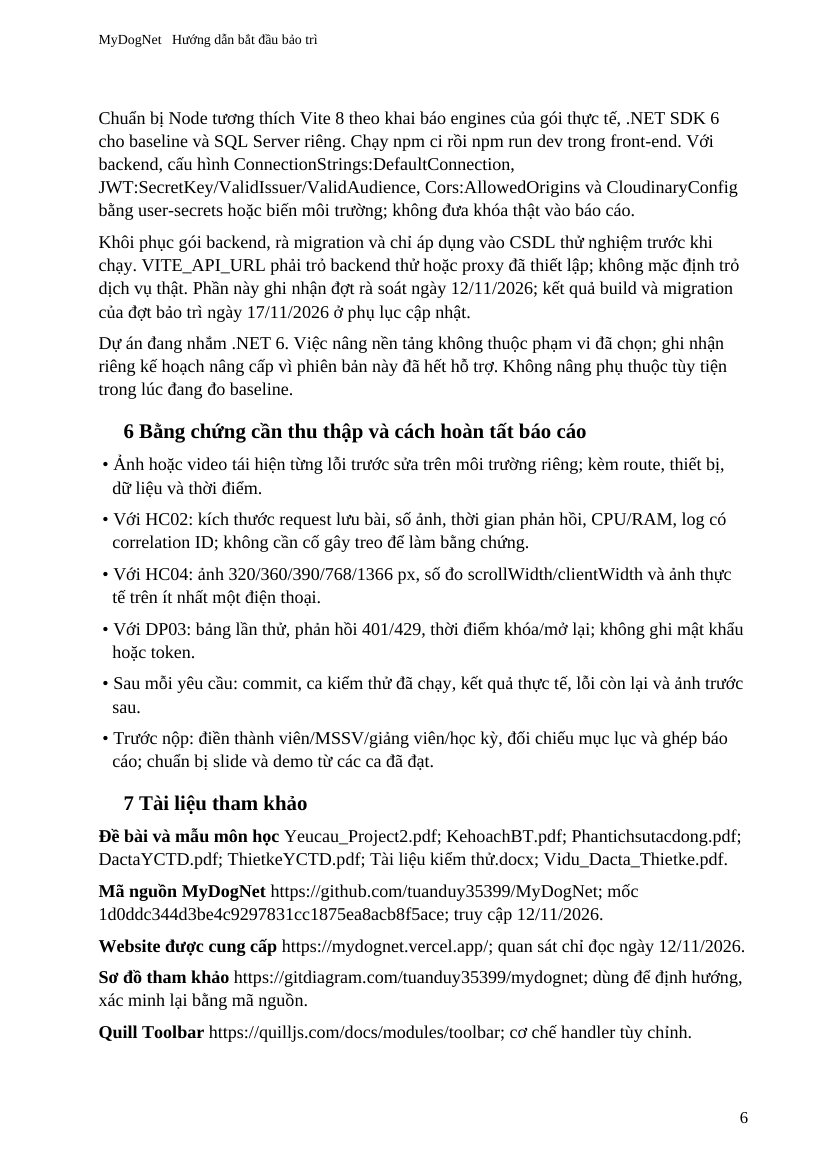 MyDogNet Hướng dẫn bắt đầu bảo trì
Chuẩn bị Node tương thích Vite 8 theo khai báo engines của gói thực tế, .NET SDK 6
cho baseline và SQL Server riêng. Chạy npm ci rồi npm run dev trong front-end. Với
backend, cấu hình ConnectionStrings:DefaultConnection,
JWT:SecretKey/ValidIssuer/ValidAudience, Cors:AllowedOrigins và CloudinaryConfig
bằng user-secrets hoặc biến môi trường; không đưa khóa thật vào báo cáo.
Khôi phục gói backend, rà migration và chỉ áp dụng vào CSDL thử nghiệm trước khi
chạy. VITE_API_URL phải trỏ backend thử hoặc proxy đã thiết lập; không mặc định trỏ
dịch vụ thật. Phần này ghi nhận đợt rà soát ngày 12/11/2026; kết quả build và migration
của đợt bảo trì ngày 17/11/2026 ở phụ lục cập nhật.
Dự án đang nhắm .NET 6. Việc nâng nền tảng không thuộc phạm vi đã chọn; ghi nhận
riêng kế hoạch nâng cấp vì phiên bản này đã hết hỗ trợ. Không nâng phụ thuộc tùy tiện
trong lúc đang đo baseline.
6 Bằng chứng cần thu thập và cách hoàn tất báo cáo
• Ảnh hoặc video tái hiện từng lỗi trước sửa trên môi trường riêng; kèm route, thiết bị,
dữ liệu và thời điểm.
• Với HC02: kích thước request lưu bài, số ảnh, thời gian phản hồi, CPU/RAM, log có
correlation ID; không cần cố gây treo để làm bằng chứng.
• Với HC04: ảnh 320/360/390/768/1366 px, số đo scrollWidth/clientWidth và ảnh thực
tế trên ít nhất một điện thoại.
• Với DP03: bảng lần thử, phản hồi 401/429, thời điểm khóa/mở lại; không ghi mật khẩu
hoặc token.
• Sau mỗi yêu cầu: commit, ca kiểm thử đã chạy, kết quả thực tế, lỗi còn lại và ảnh trước
sau.
• Trước nộp: điền thành viên/MSSV/giảng viên/học kỳ, đối chiếu mục lục và ghép báo
cáo; chuẩn bị slide và demo từ các ca đã đạt.
7 Tài liệu tham khảo
Đề bài và mẫu môn học Yeucau_Project2.pdf; KehoachBT.pdf; Phantichsutacdong.pdf;
DactaYCTD.pdf; ThietkeYCTD.pdf; Tài liệu kiểm thử.docx; Vidu_Dacta_Thietke.pdf.
Mã nguồn MyDogNet https://github.com/tuanduy35399/MyDogNet; mốc
1d0ddc344d3be4c9297831cc1875ea8acb8f5ace; truy cập 12/11/2026.
Website được cung cấp https://mydognet.vercel.app/; quan sát chỉ đọc ngày 12/11/2026.
Sơ đồ tham khảo https://gitdiagram.com/tuanduy35399/mydognet; dùng để định hướng,
xác minh lại bằng mã nguồn.
Quill Toolbar https://quilljs.com/docs/modules/toolbar; cơ chế handler tùy chỉnh.
6